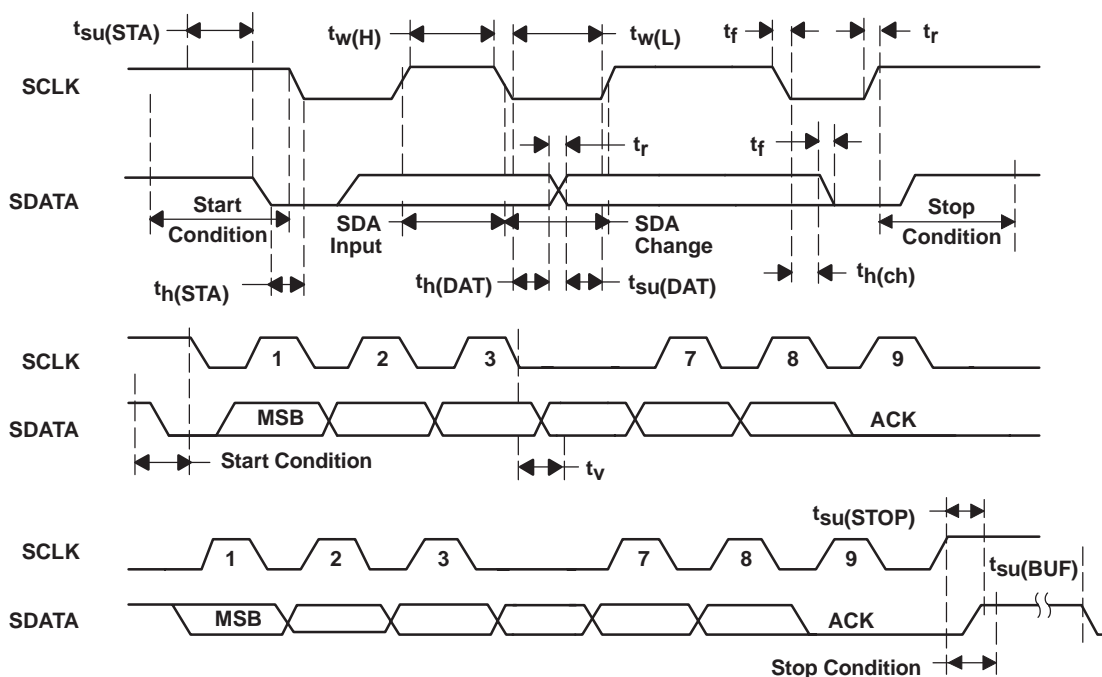 tsu(STA)
tw(H)
tw(L)
tf
tr
SCLK
tr
tf
SDATA
Start
Condition
SDA
Input
SDA
Change
Stop
Condition
th(STA)
th(DAT)
tsu(DAT)
th(ch)
SCLK
1 2 3 7 8 9
SDATA
MSB
ACK
Start Condition
tv
tsu(STOP)
SCLK
1 2 3 7 8 9
tsu(BUF)
SDATA
MSB
ACK
Stop Condition